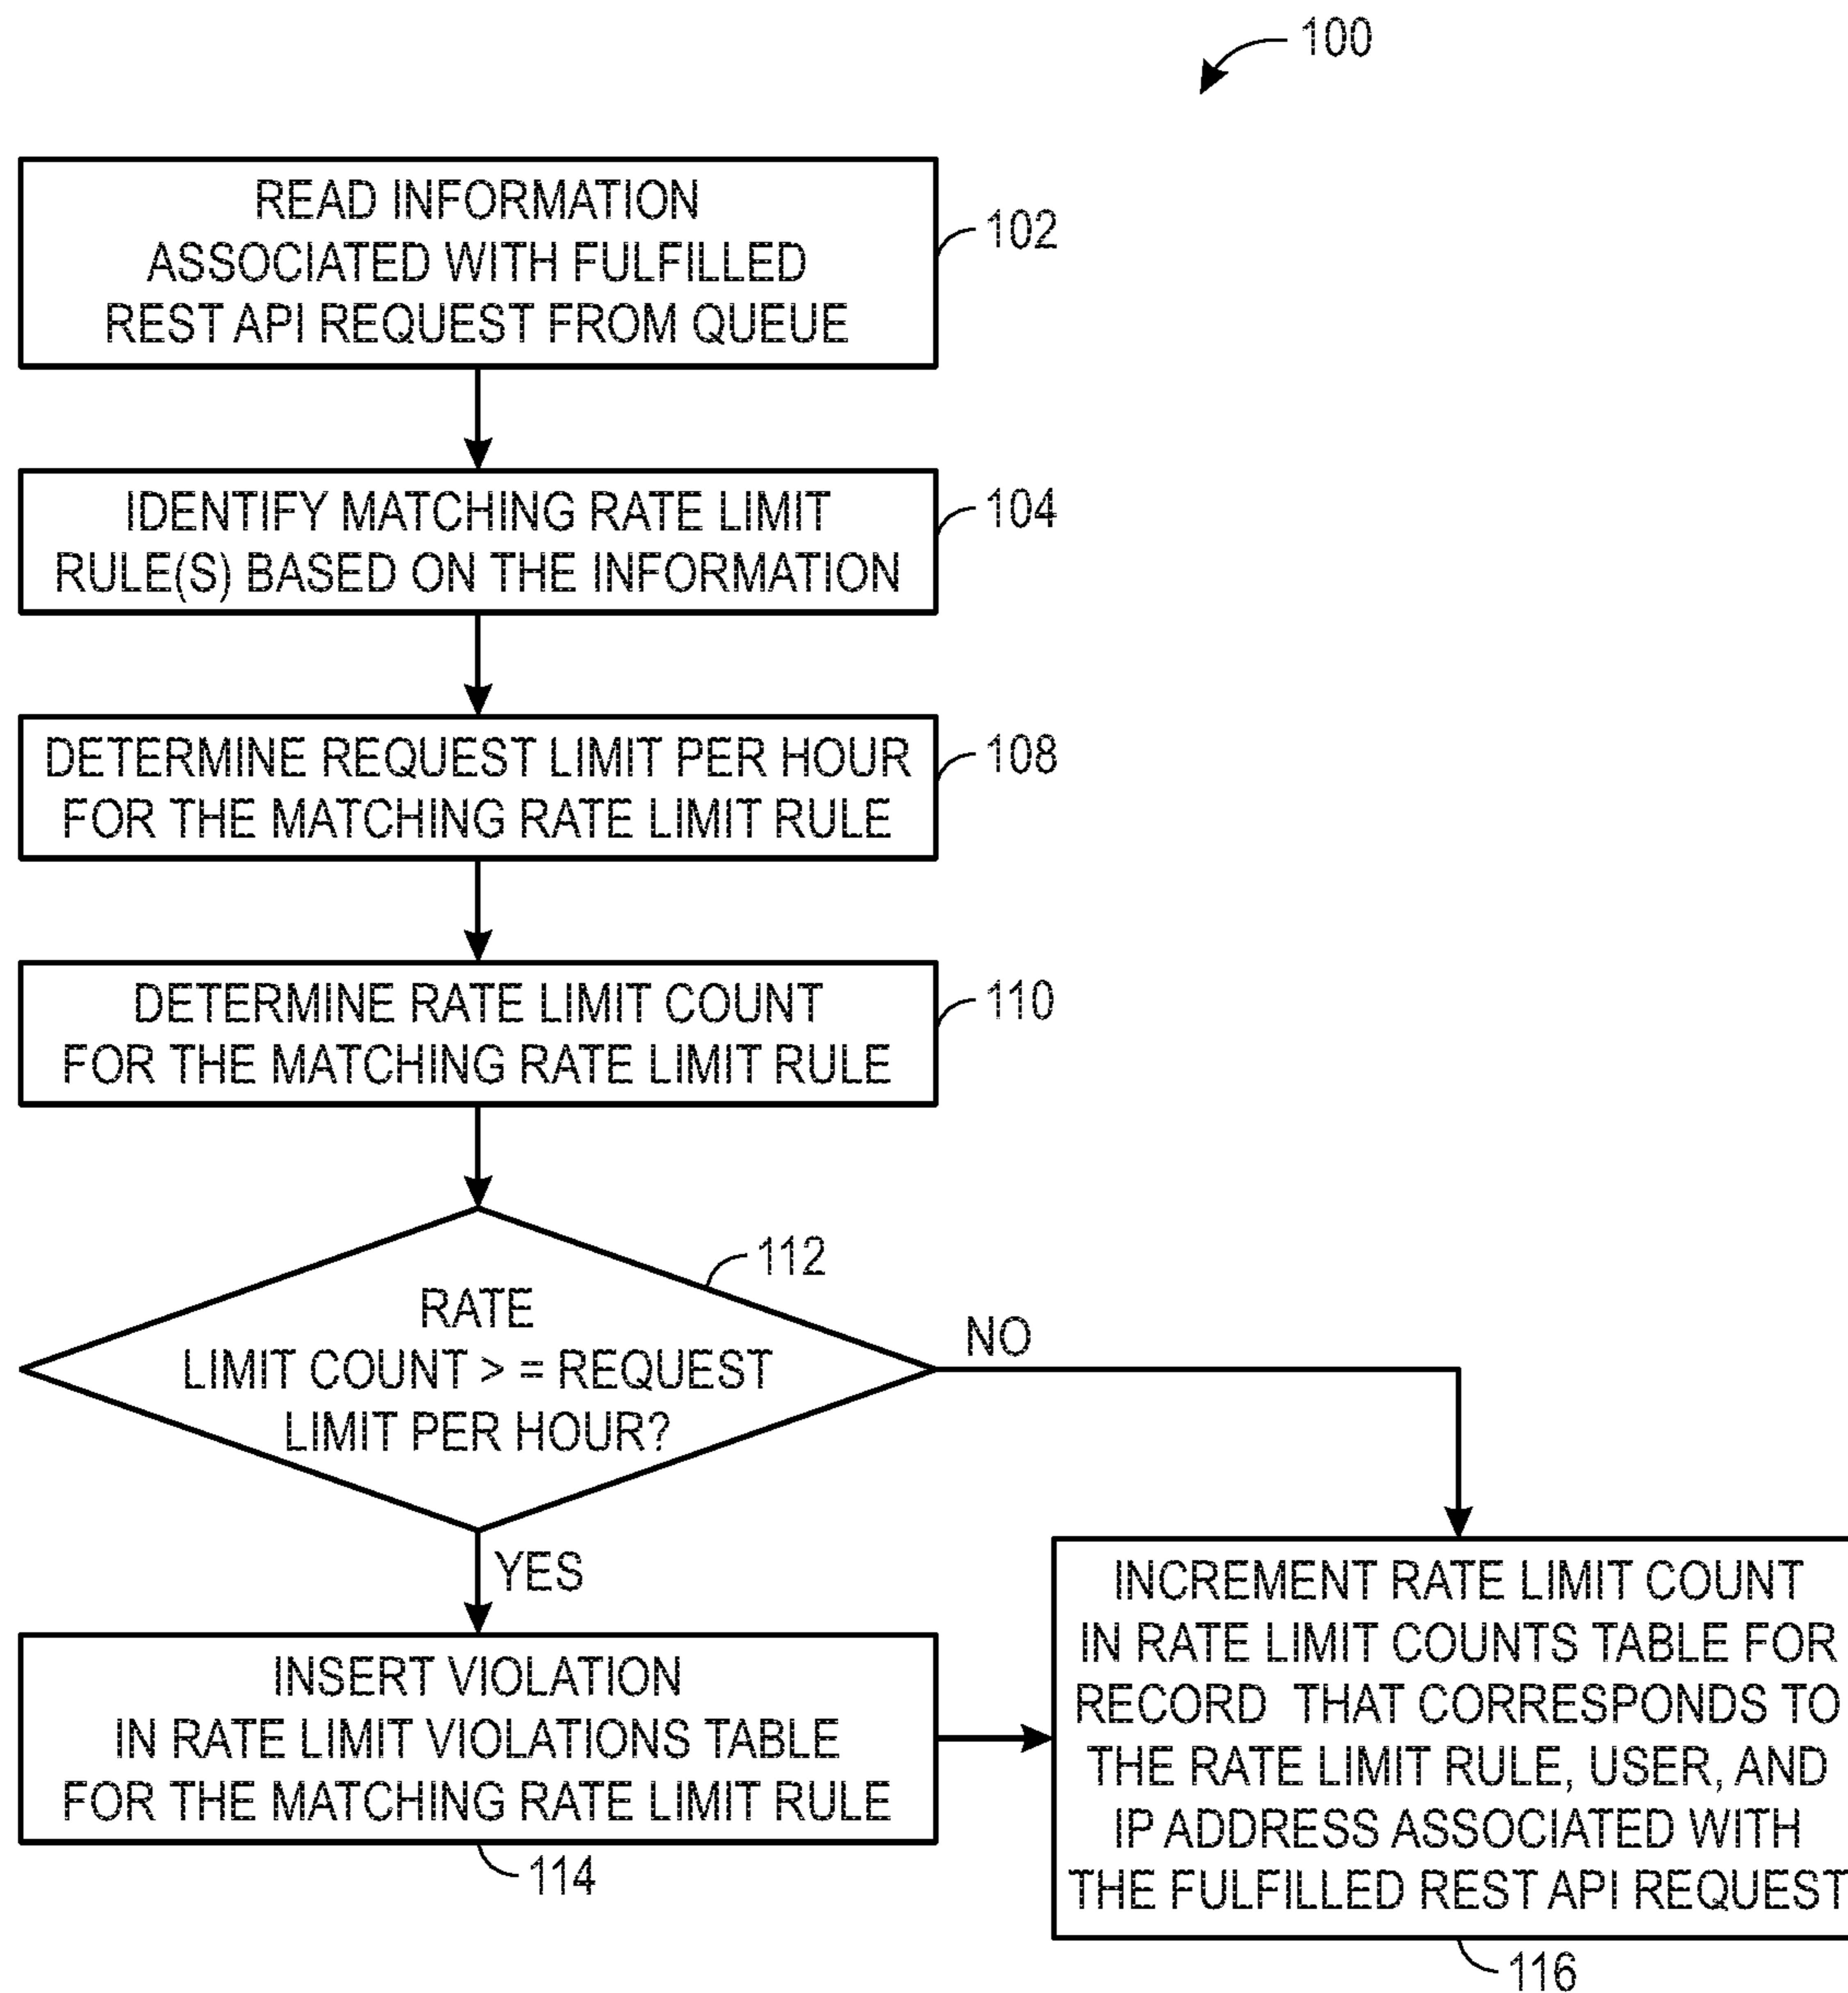 100
READ INFORMATION
ASSOCIATED WITH FULFILLED
REST API REQUEST FROM QUEUE
102
IDENTIFY MATCHING RATE LIMIT
RULE(S) BASED ON THE INFORMATION
104
DETERMINE REQUEST LIMIT PER HOUR
FOR THE MATCHING RATE LIMIT RULE
108
DETERMINE RATE LIMIT COUNT
FOR THE MATCHING RATE LIMIT RULE
110
112
RATE
LIMIT COUNT > = REQUEST
LIMIT PER HOUR?
NO
YES
INSERT VIOLATION
IN RATE LIMIT VIOLATIONS TABLE
FOR THE MATCHING RATE LIMIT RULE
114
INCREMENT RATE LIMIT COUNT
IN RATE LIMIT COUNTS TABLE FOR
RECORD THAT CORRESPONDS TO
THE RATE LIMIT RULE, USER, AND
IP ADDRESS ASSOCIATED WITH
THE FULFILLED REST API REQUEST
116